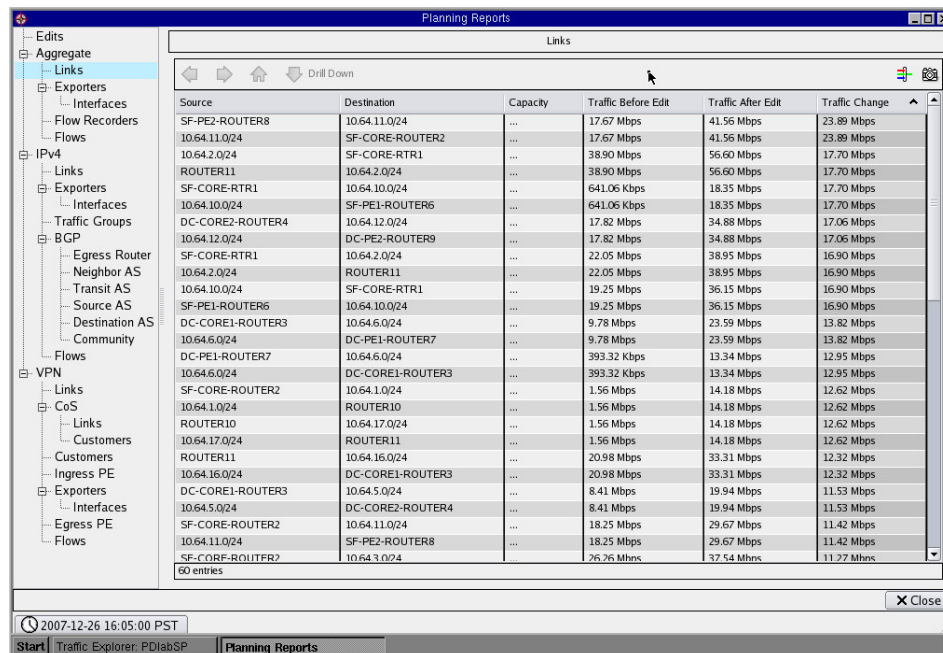 Planning Reports
Edits
Aggregate
Links
Exporters
Interfaces
Flow Recorders
Flows
IPv4
Links
Exporters
Interfaces
Traffic Groups
BGP
Egress Router
Neighbor AS
Transit AS
Source AS
Destination AS
Community
Flows
VPN
Links
CoS
Links
Customers
Customers
Ingress PE
Exporters
Interfaces
Egress PE
Flows
Links
Drill Down
Source Destination Capacity Traffic Before Edit Traffic After Edit Traffic Change
SF-PE2-ROUTER8 10.64.11.0/24 ... 17.67 Mbps 41.56 Mbps 23.89 Mbps
10.64.11.0/24 SF-CORE-ROUTER2 ... 17.67 Mbps 41.56 Mbps 23.89 Mbps
10.64.2.0/24 SF-CORE-RTR1 ... 38.90 Mbps 56.60 Mbps 17.70 Mbps
ROUTER11 10.64.2.0/24 ... 38.90 Mbps 56.60 Mbps 17.70 Mbps
SF-CORE-RTR1 10.64.10.0/24 ... 641.06 Kbps 18.35 Mbps 17.70 Mbps
10.64.10.0/24 SF-PE1-ROUTER6 ... 641.06 Kbps 18.35 Mbps 17.70 Mbps
DC-CORE2-ROUTER4 10.64.12.0/24 ... 17.82 Mbps 34.88 Mbps 17.06 Mbps
10.64.12.0/24 DC-PE2-ROUTER9 ... 17.82 Mbps 34.88 Mbps 17.06 Mbps
SF-CORE-RTR1 10.64.2.0/24 ... 22.05 Mbps 38.95 Mbps 16.90 Mbps
10.64.2.0/24 ROUTER11 ... 22.05 Mbps 38.95 Mbps 16.90 Mbps
10.64.10.0/24 SF-CORE-RTR1 ... 19.25 Mbps 36.15 Mbps 16.90 Mbps
SF-PE1-ROUTER6 10.64.10.0/24 ... 19.25 Mbps 36.15 Mbps 16.90 Mbps
DC-CORE1-ROUTER3 10.64.6.0/24 ... 9.78 Mbps 23.59 Mbps 13.82 Mbps
10.64.6.0/24 DC-PE1-ROUTER7 ... 9.78 Mbps 23.59 Mbps 13.82 Mbps
DC-PE1-ROUTER7 10.64.6.0/24 ... 393.32 Kbps 13.34 Mbps 12.95 Mbps
10.64.6.0/24 DC-CORE1-ROUTER3 ... 393.32 Kbps 13.34 Mbps 12.95 Mbps
SF-CORE-ROUTER2 10.64.1.0/24 ... 1.56 Mbps 14.18 Mbps 12.62 Mbps
10.64.1.0/24 ROUTER10 ... 1.56 Mbps 14.18 Mbps 12.62 Mbps
ROUTER10 10.64.17.0/24 ... 1.56 Mbps 14.18 Mbps 12.62 Mbps
10.64.17.0/24 ROUTER11 ... 1.56 Mbps 14.18 Mbps 12.62 Mbps
ROUTER11 10.64.16.0/24 ... 20.98 Mbps 33.31 Mbps 12.32 Mbps
10.64.16.0/24 DC-CORE1-ROUTER3 ... 20.98 Mbps 33.31 Mbps 12.32 Mbps
DC-CORE1-ROUTER3 10.64.5.0/24 ... 8.41 Mbps 19.94 Mbps 11.53 Mbps
10.64.5.0/24 DC-CORE2-ROUTER4 ... 8.41 Mbps 19.94 Mbps 11.53 Mbps
SF-CORE-ROUTER2 10.64.11.0/24 ... 18.25 Mbps 29.67 Mbps 11.42 Mbps
10.64.11.0/24 SF-PE2-ROUTER8 ... 18.25 Mbps 29.67 Mbps 11.42 Mbps
SF-CORE-ROUTER2 10.64.3.0/24 ... 26.26 Mbps 37.54 Mbps 11.27 Mbps
60 entries
Close
2007-12-26 16:05:00 PST
Start Traffic Explorer: PDlabSP Planning Reports